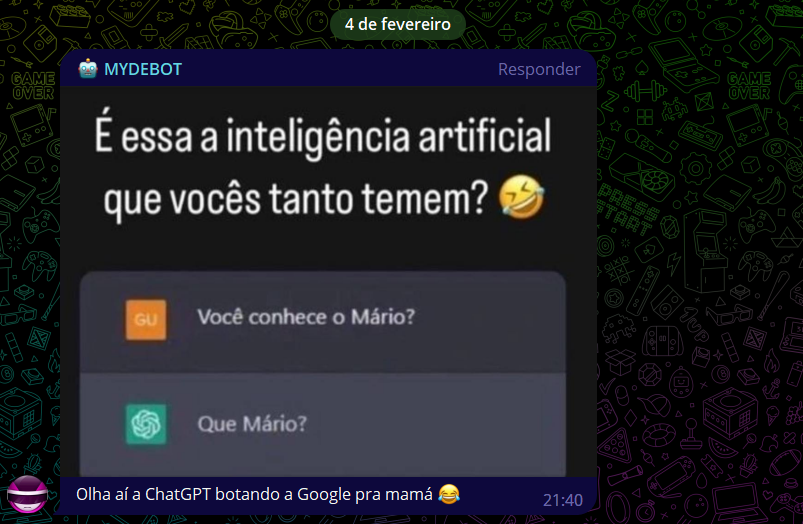 4 de fevereiro
🤖 MYDEBOT
Responder
É essa a inteligência artificial
que vocês tanto temem? 🤣
GU
Você conhece o Mário?
Que Mário?
Olha aí a ChatGPT botando a Google pra mamá 😂
21:40
GAME
OVER
GAME
OVER
PRESS
START